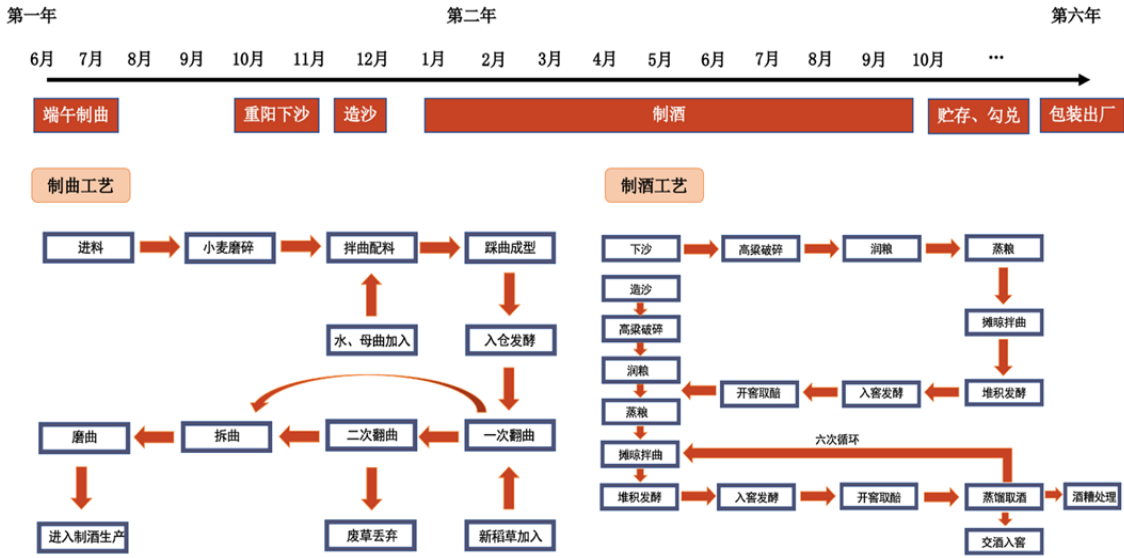 第一年 第二年 第六年
6月 7月 8月 9月 10月 11月 12月 1月 2月 3月 4月 5月 6月 7月 8月 9月 10月 …
端午制曲 重阳下沙 造沙 制酒 贮存、勾兑 包装出厂
制曲工艺
进料 小麦磨碎 拌曲配料 踩曲成型
水、母曲加入 入仓发酵
磨曲 拆曲 二次翻曲 一次翻曲
进入制酒生产 废草丢弃 新稻草加入
制酒工艺
下沙 高粱破碎 润粮 蒸粮
造沙
摊晾拌曲
高粱破碎
润粮
开窖取醅 入窖发酵 堆积发酵
蒸粮
六次循环
摊晾拌曲
堆积发酵 入窖发酵 开窖取醅 蒸馏取酒 酒糟处理
交酒入窖